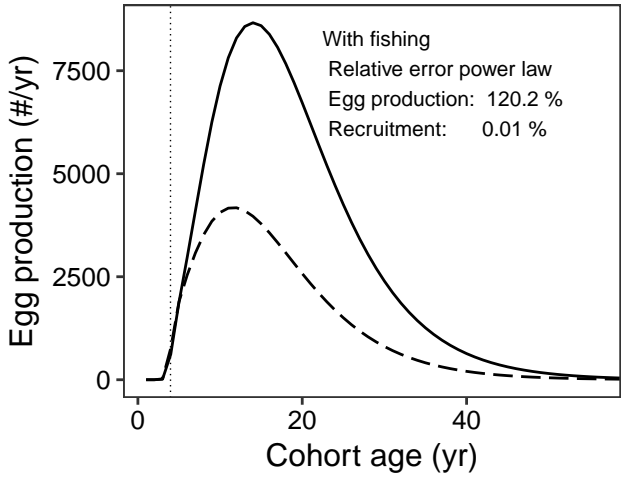 With fishing
Relative error power law
Egg production: 120.2 %
Recruitment: 0.01 %
Egg production (#/yr)
7500
5000
2500
0
0 20 40
Cohort age (yr)